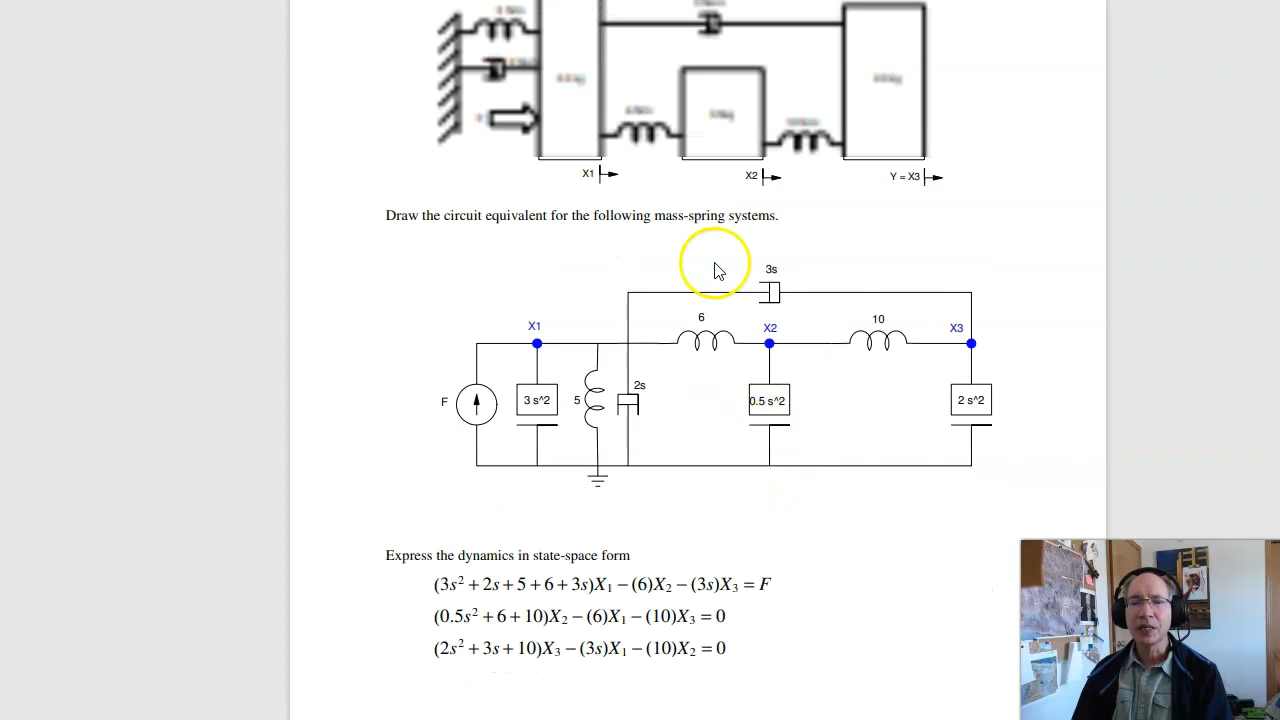 X1
X2
Y = X3
Draw the circuit equivalent for the following mass-spring systems.
3s
6
10
X1
X2
X3
2s
F
3 s^2
5
0.5 s^2
2 s^2
Express the dynamics in state-space form
(3s² + 2s + 5 + 6 + 3s)X₁ − (6)X₂ − (3s)X₃ = F
(0.5s² + 6 + 10)X₂ − (6)X₁ − (10)X₃ = 0
(2s² + 3s + 10)X₃ − (3s)X₁ − (10)X₂ = 0